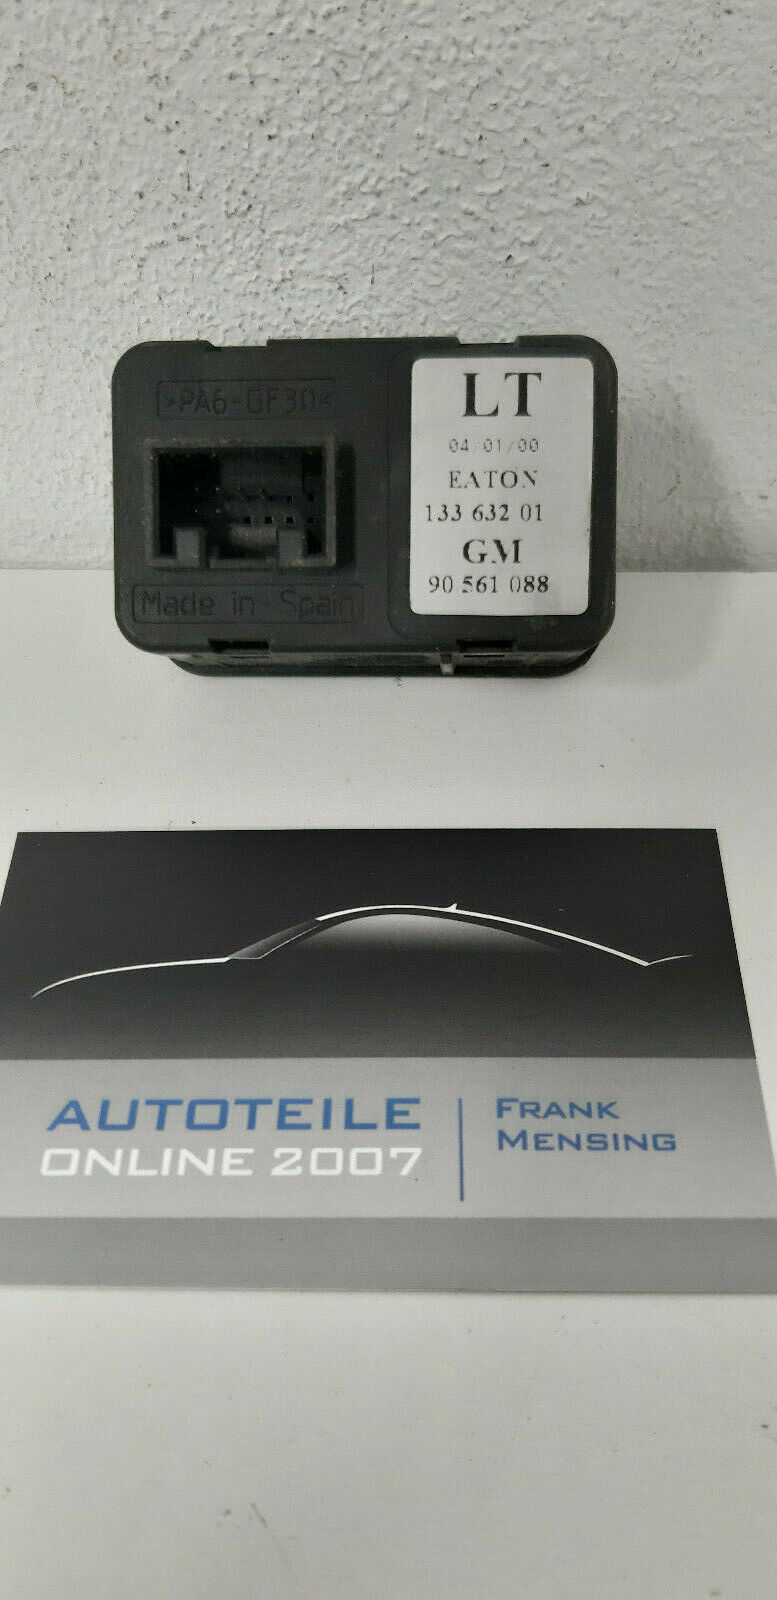 >PA6-GF30<
Made in Spain
LT
04/01/00
EATON
133 632 01
GM
90 561 088
AUTOTEILE
ONLINE 2007
FRANK
MENSING